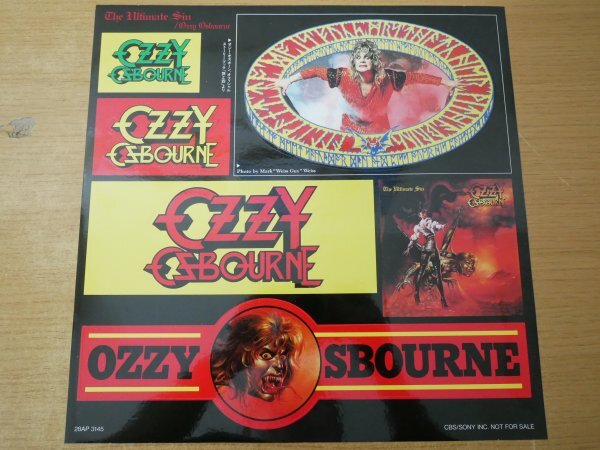 The Ultimate Sin
/Ozzy Osbourne
OZZY
OSBOURNE
OZZY
OSBOURNE
Photo by Mark "Weiss Guy" Weiss
OZZY
OSBOURNE
The Ultimate Sin
OZZY
OSBOURNE
OZZY OSBOURNE
28AP 3145
CBS/SONY INC. NOT FOR SALE